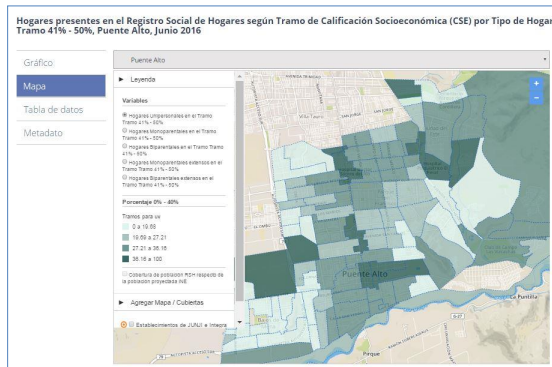 Hogares presentes en el Registro Social de Hogares según Tramo de Calificación Socioeconómica (CSE) por Tipo de Hogar
Tramo 41% - 50%, Puente Alto, Junio 2016
Gráfico
Mapa
Tabla de datos
Metadato
Puente Alto
Leyenda
Variables
Hogares Unipersonales en el Tramo
Tramo 41% - 50%
Hogares Monoparentales en el Tramo
Tramo 41% - 50%
Hogares Biparentales en el Tramo Tramo
41% - 50%
Hogares Monoparentales extensos en el
Tramo Tramo 41% - 50%
Hogares Biparentales extensos en el
Tramo Tramo 41% - 50%
Porcentaje 0% - 40%
Tramos para uv
0 a 19.69
19.69 a 27.21
27.21 a 36.16
36.16 a 100
Cobertura de población RSH respecto de
la población proyectada INE
Agregar Mapa / Cubiertas
Establecimientos de JUNJI e Integra
+
-
Puente Alto
La Puntilla
G-27
Pirque